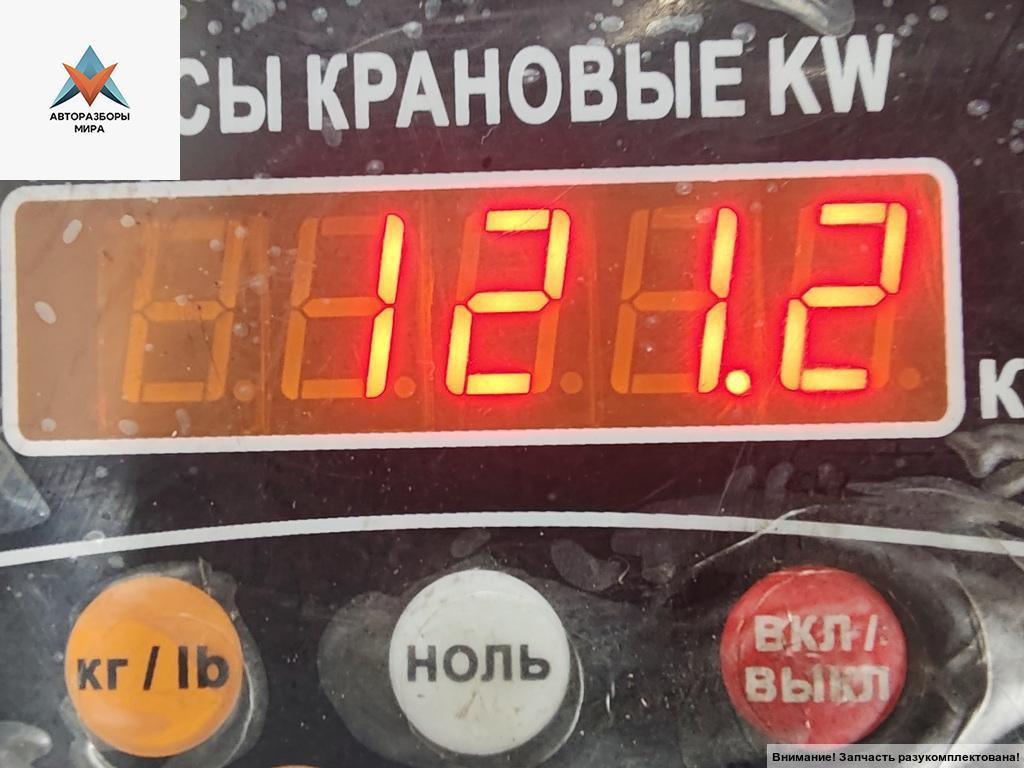 АВТОРАЗБОРЫ
МИРА
СЫ КРАНОВЫЕ KW
121.2
К
кг / lb
НОЛЬ
ВКЛ /
ВЫКЛ
Внимание! Запчасть разукомплектована!